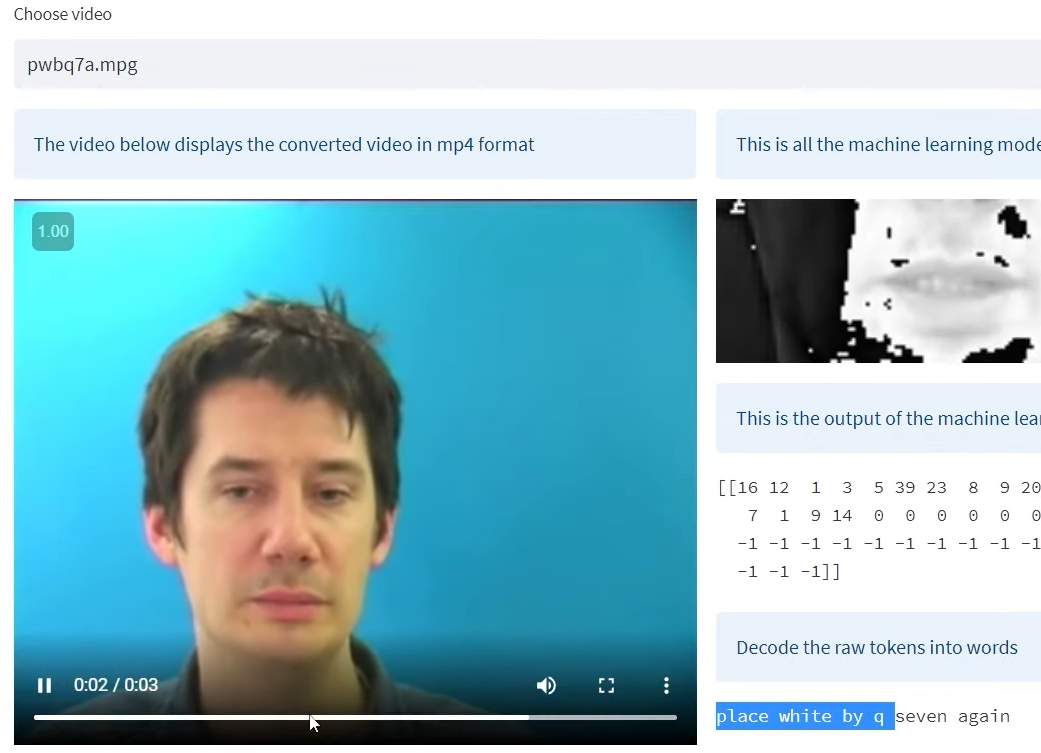 Choose video
pwbq7a.mpg
The video below displays the converted video in mp4 format
1.00
0:02 / 0:03
This is all the machine learning mode
This is the output of the machine lea
[[16 12 1 3 5 39 23 8 9 20
7 1 9 14 0 0 0 0 0 0
-1 -1 -1 -1 -1 -1 -1 -1 -1 -1
-1 -1 -1]]
Decode the raw tokens into words
place white by q seven again